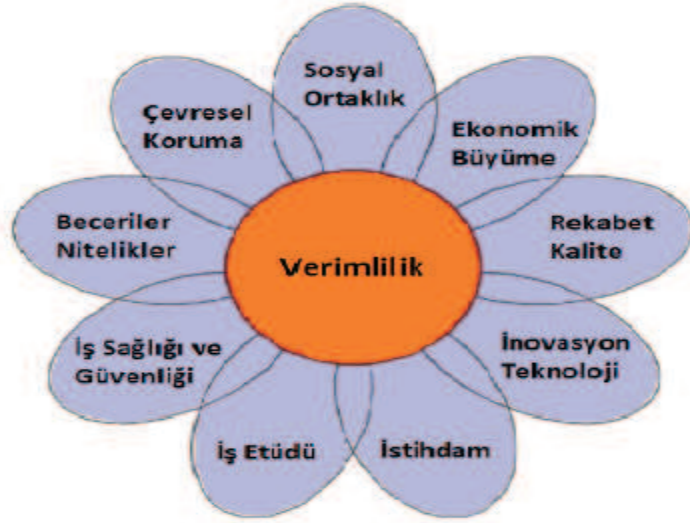 Sosyal
Ortaklık
Ekonomik
Büyüme
Rekabet
Kalite
İnovasyon
Teknoloji
İstihdam
İş Etüdü
İş Sağlığı ve
Güvenliği
Beceriler
Nitelikler
Çevresel
Koruma
Verimlilik